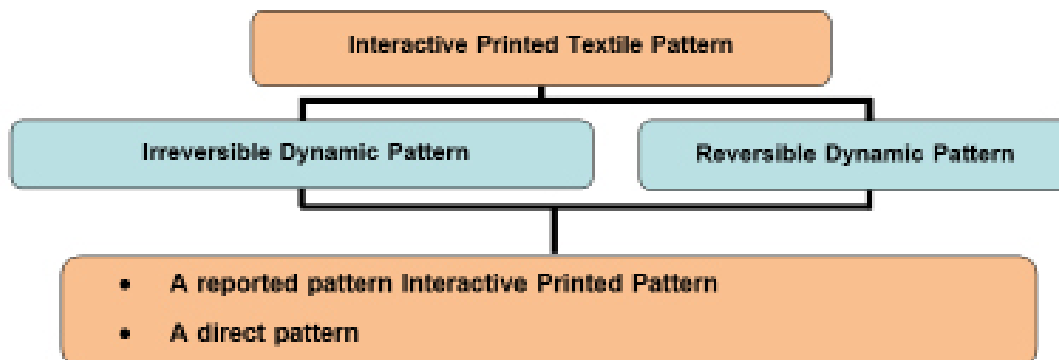 Interactive Printed Textile Pattern
Irreversible Dynamic Pattern
Reversible Dynamic Pattern
• A reported pattern Interactive Printed Pattern
• A direct pattern